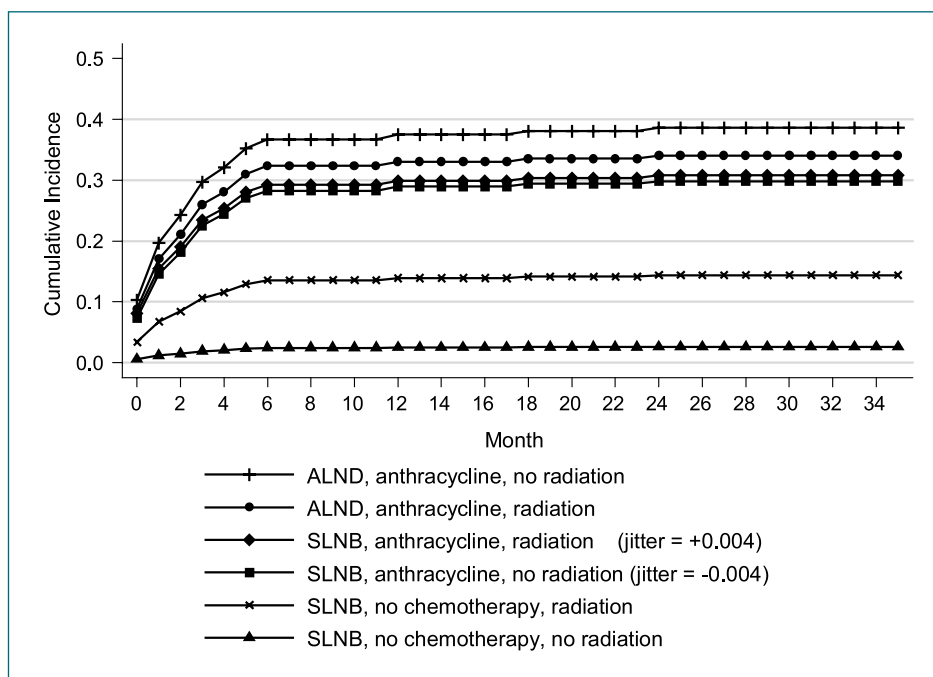 0.5
0.4
0.3
0.2
0.1
0.0
Cumulative Incidence
0 2 4 6 8 10 12 14 16 18 20 22 24 26 28 30 32 34
Month
ALND, anthracycline, no radiation
ALND, anthracycline, radiation
SLNB, anthracycline, radiation (jitter = +0.004)
SLNB, anthracycline, no radiation (jitter = -0.004)
SLNB, no chemotherapy, radiation
SLNB, no chemotherapy, no radiation